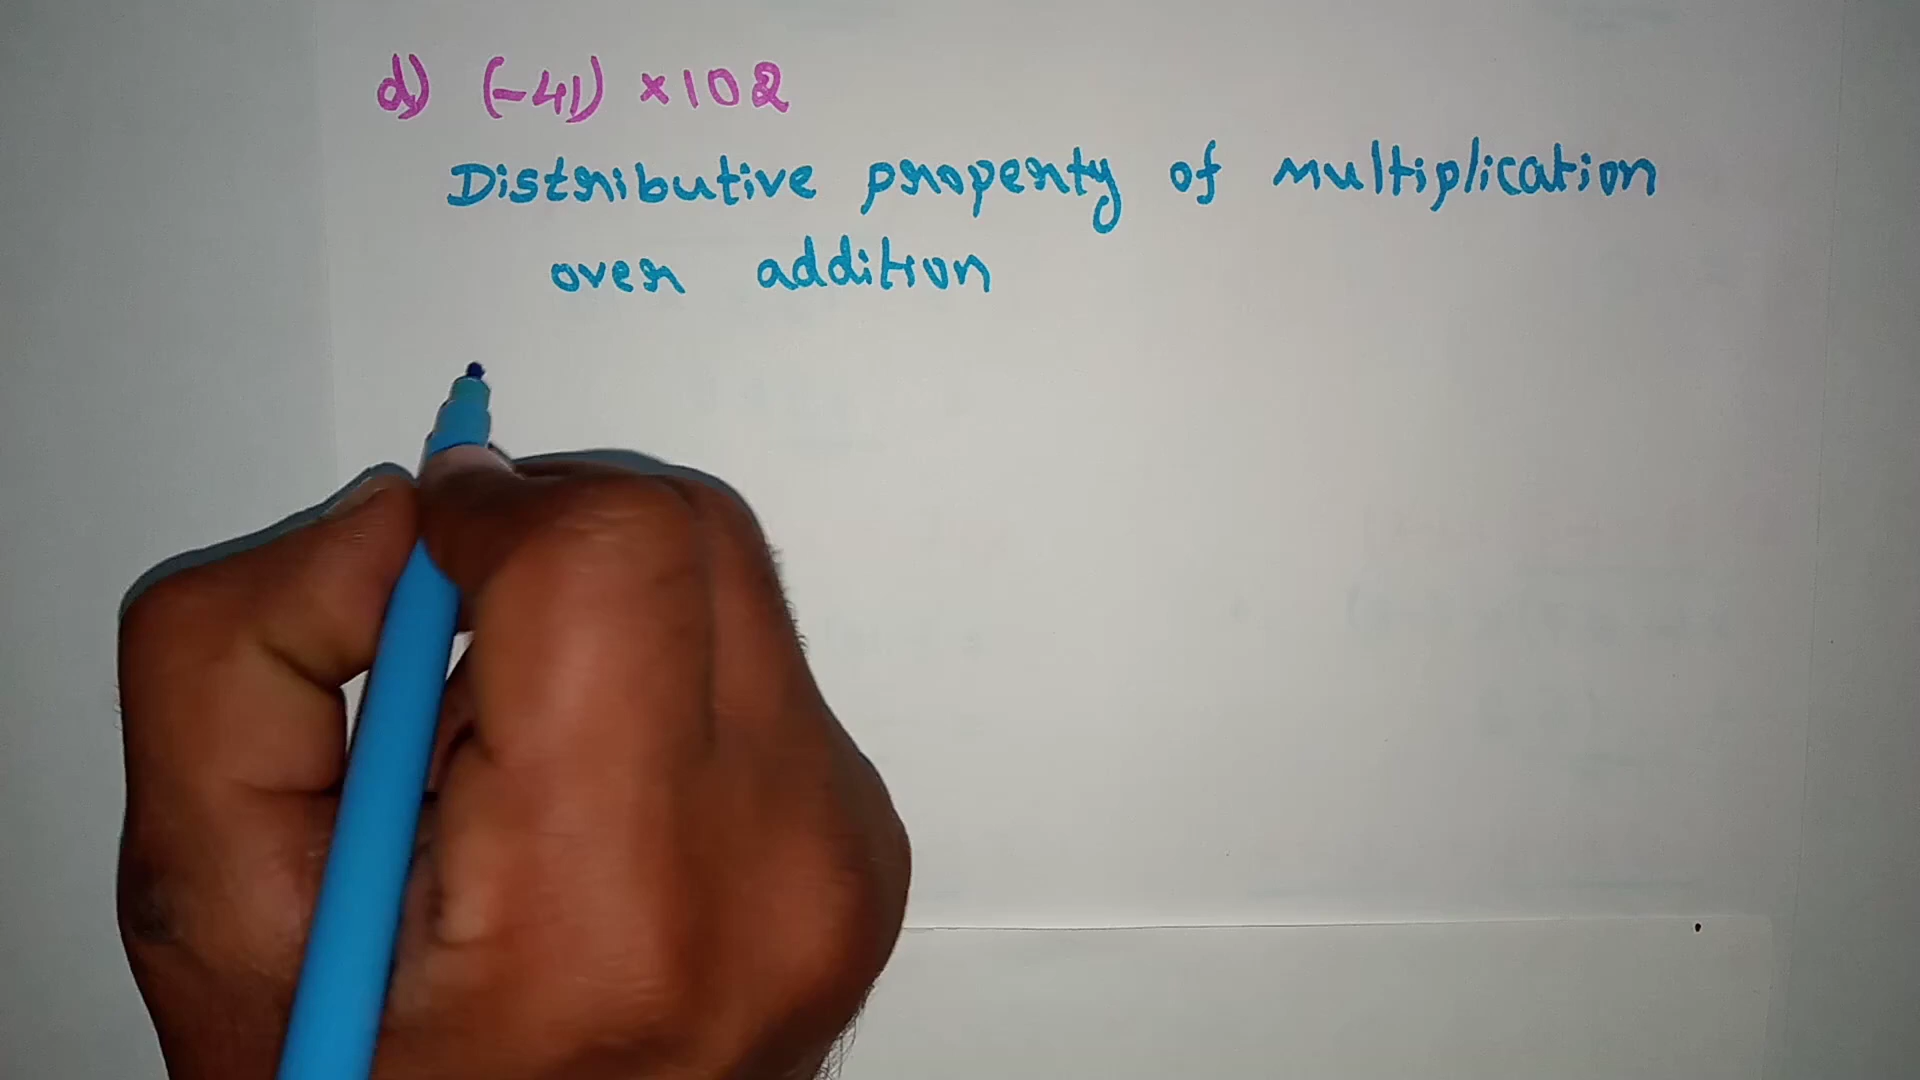 d) (-41) × 102
Distributive property of multiplication
over addition